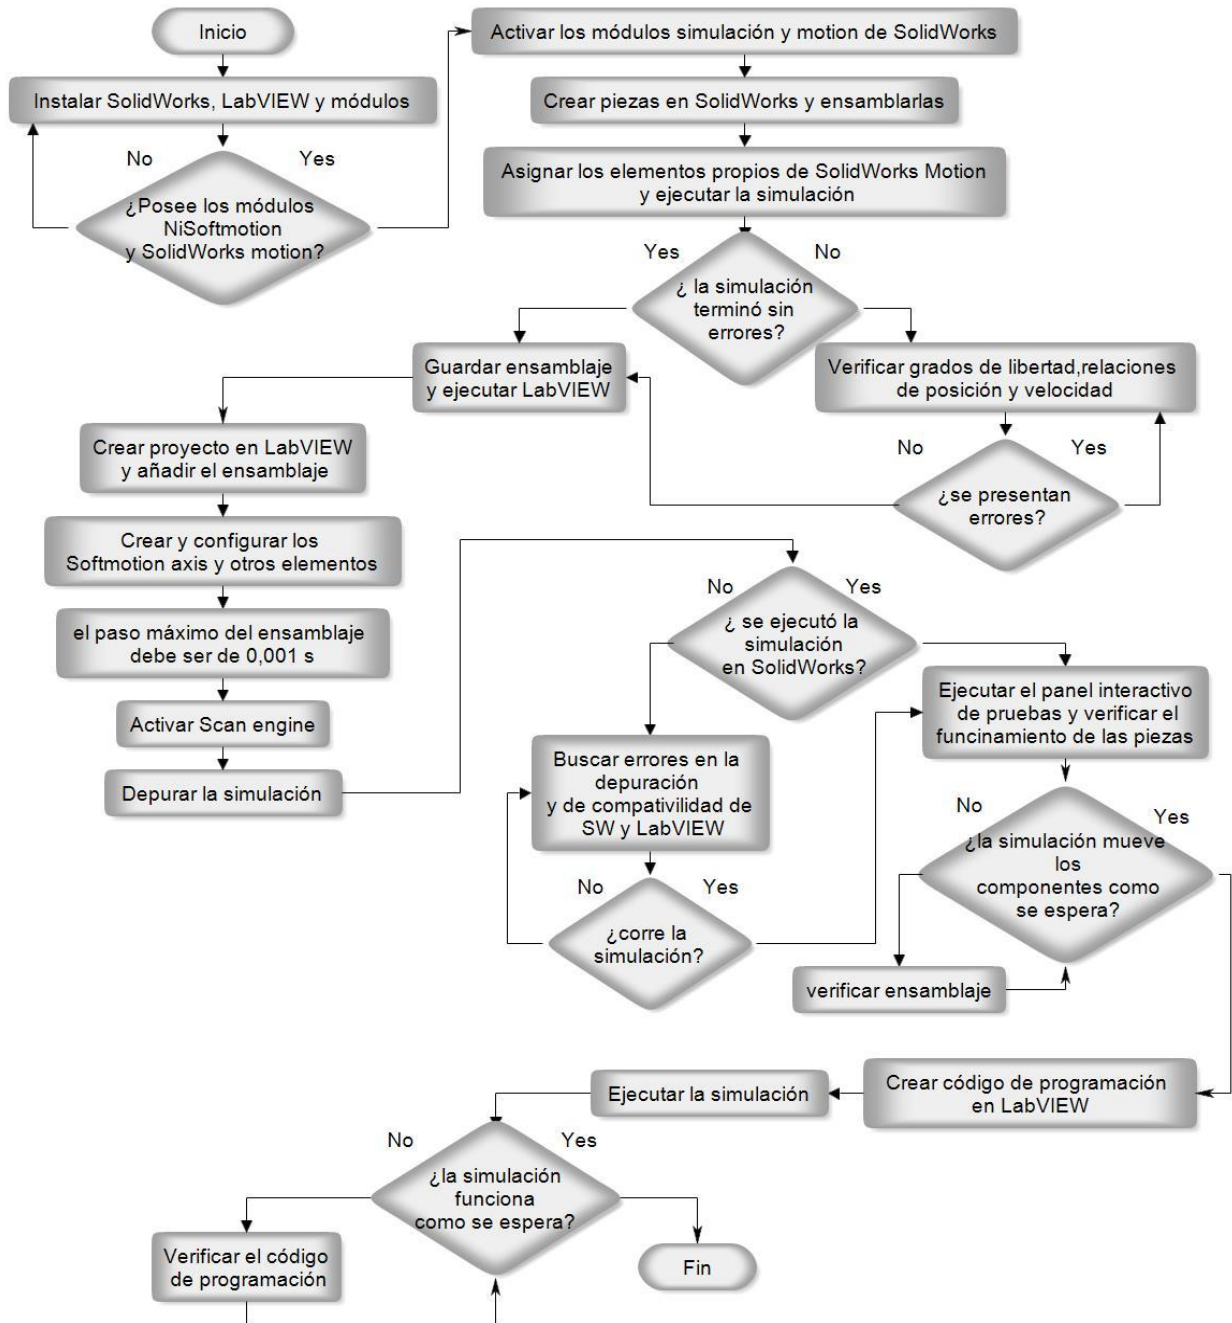 Inicio
Instalar SolidWorks, LabVIEW y módulos
No
Yes
¿Posee los módulos
NiSoftmotion
y SolidWorks motion?
Activar los módulos simulación y motion de SolidWorks
Crear piezas en SolidWorks y ensamblarlas
Asignar los elementos propios de SolidWorks Motion
y ejecutar la simulación
Yes
No
¿ la simulación
terminó sin
errores?
Guardar ensamblaje
y ejecutar LabVIEW
Verificar grados de libertad,relaciones
de posición y velocidad
No
Yes
¿se presentan
errores?
Crear proyecto en LabVIEW
y añadir el ensamblaje
Crear y configurar los
Softmotion axis y otros elementos
el paso máximo del ensamblaje
debe ser de 0,001 s
Activar Scan engine
Depurar la simulación
No
Yes
¿ se ejecutó la
simulación
en SolidWorks?
Buscar errores en la
depuración
y de compativilidad de
SW y LabVIEW
No
Yes
¿corre la
simulación?
Ejecutar el panel interactivo
de pruebas y verificar el
funcinamiento de las piezas
No
Yes
¿la simulación mueve
los
componentes como
se espera?
verificar ensamblaje
Crear código de programación
en LabVIEW
Ejecutar la simulación
No
Yes
¿la simulación
funciona
como se espera?
Verificar el código
de programación
Fin